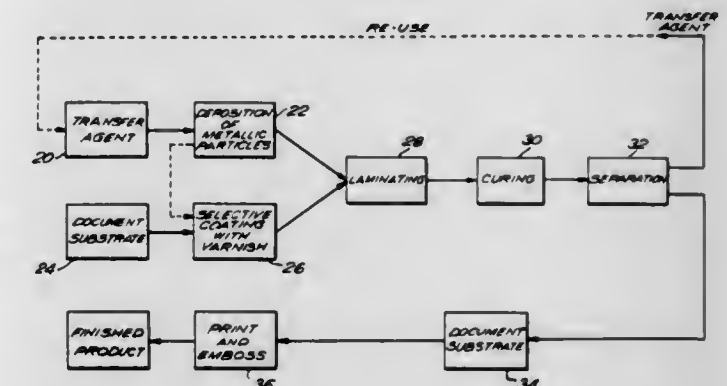 RE-USE
TRANSFER
AGENT
TRANSFER
AGENT
20
DEPOSITION
OF
METALLIC
PARTICLES
22
DOCUMENT
SUBSTRATE
24
SELECTIVE
COATING
WITH
VARNISH
26
LAMINATING
28
CURING
30
SEPARATION
32
DOCUMENT
SUBSTRATE
34
PRINT
AND
EMBOSS
36
FINISHED
PRODUCT